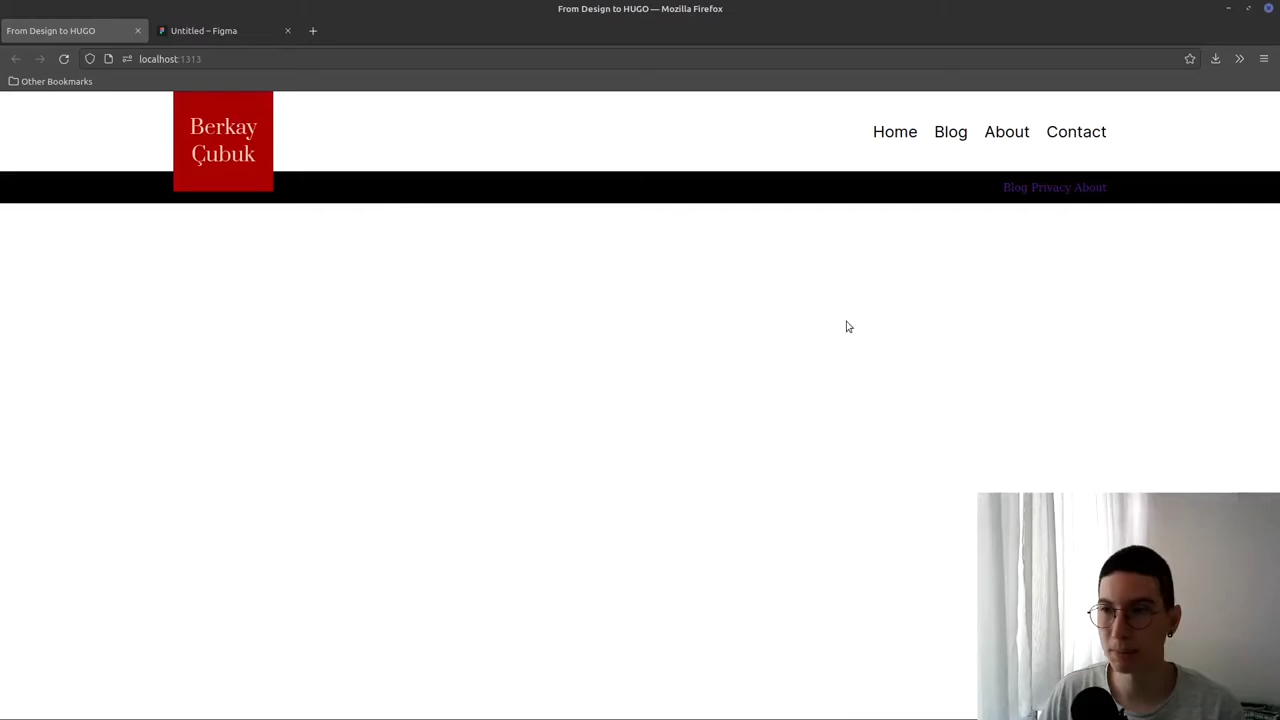 From Design to HUGO — Mozilla Firefox
From Design to HUGO
Untitled – Figma
localhost:1313
Other Bookmarks
Berkay
Çubuk
Home Blog About Contact
Blog Privacy About